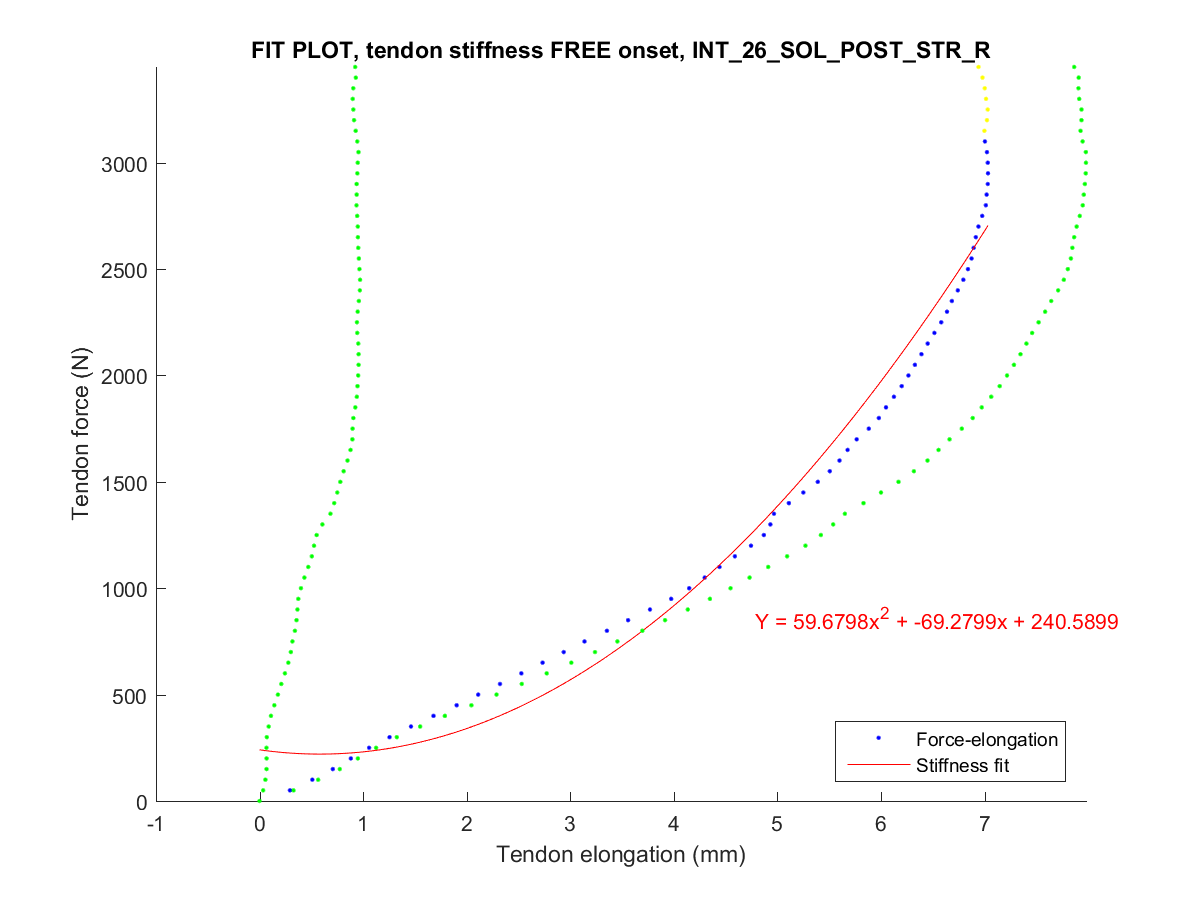 FIT PLOT, tendon stiffness FREE onset, INT_26_SOL_POST_STR_R
3000
2500
2000
1500
1000
500
0
Tendon force (N)
Y = 59.6798x² + -69.2799x + 240.5899
Force-elongation
Stiffness fit
-1 0 1 2 3 4 5 6 7
Tendon elongation (mm)